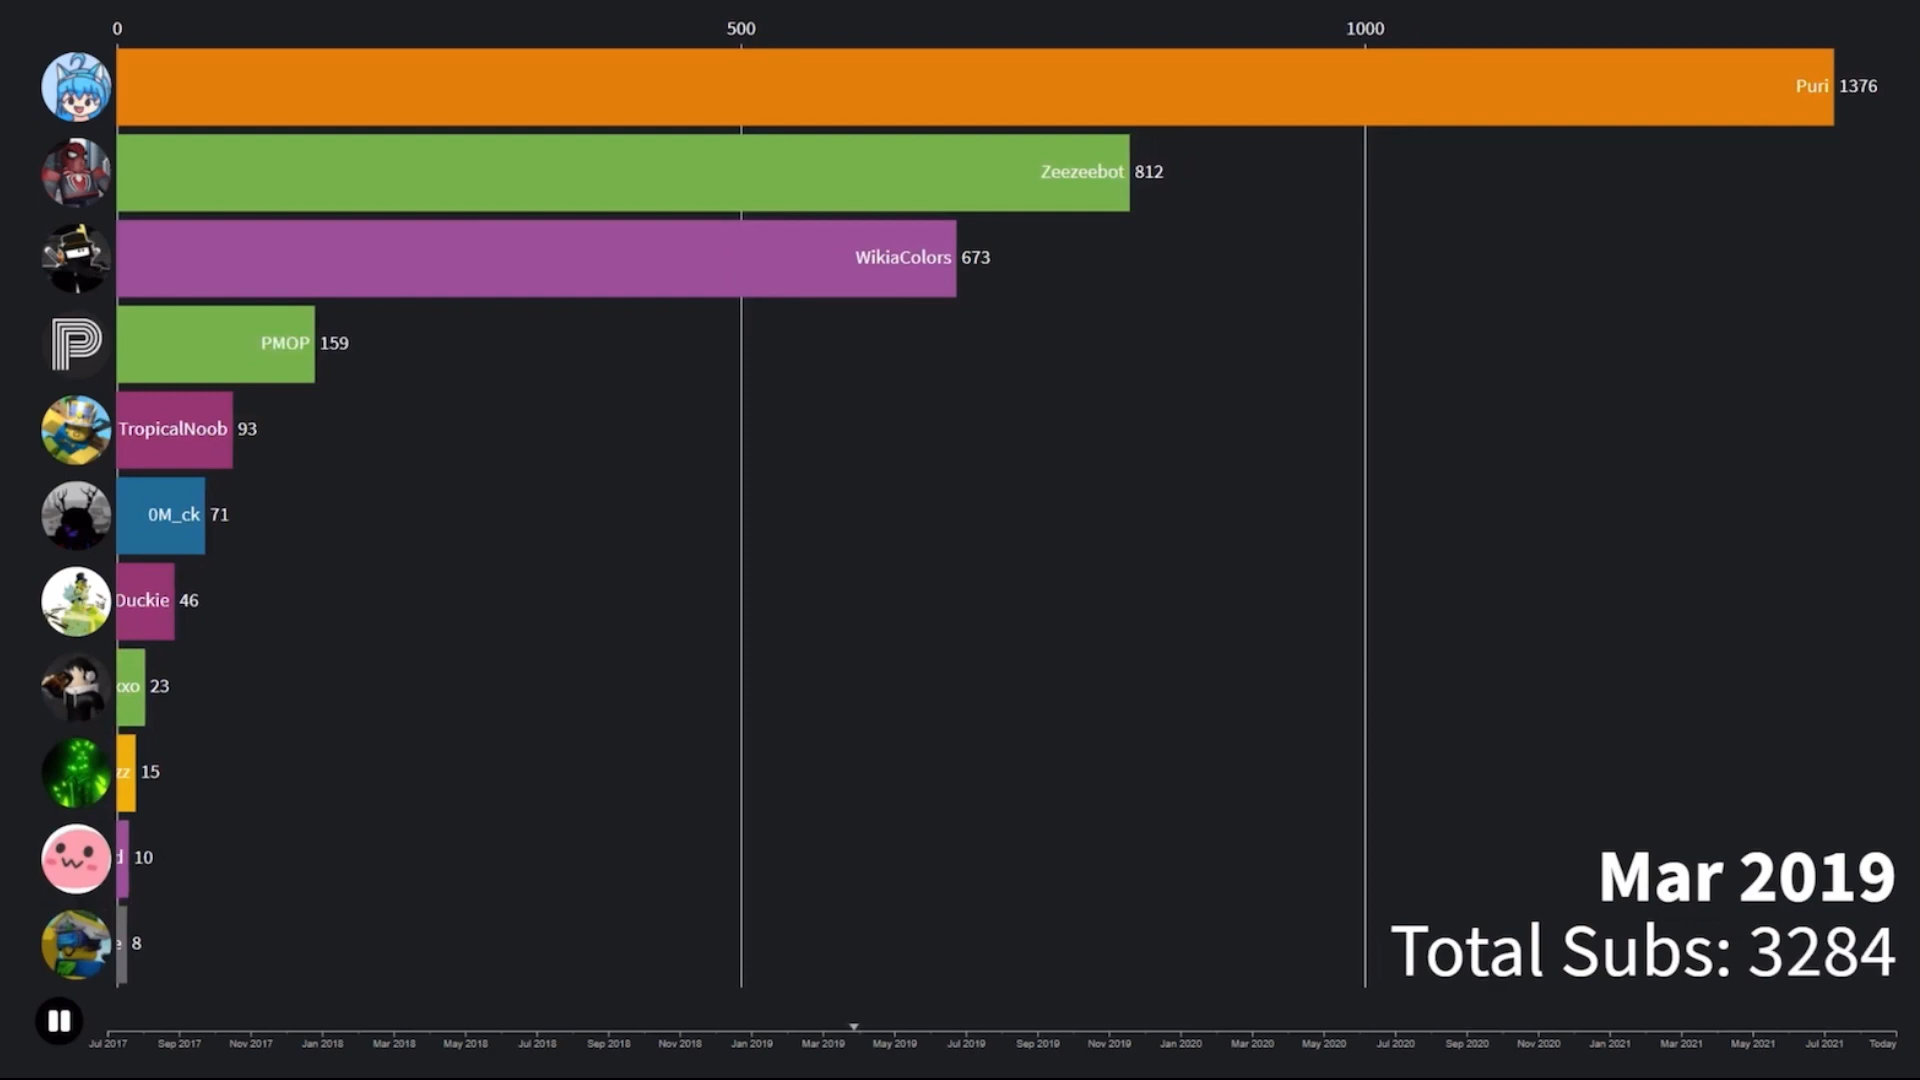 0 500 1000
Puri 1376
Zeezeebot 812
WikiaColors 673
P
PMOP 159
TropicalNoob 93
0M_ck 71
Duckie 46
xxo 23
zz 15
d 10
e 8
Mar 2019
Total Subs: 3284
Jul 2017 Sep 2017 Nov 2017 Jan 2018 Mar 2018 May 2018 Jul 2018 Sep 2018 Nov 2018 Jan 2019 Mar 2019 May 2019 Jul 2019 Sep 2019 Nov 2019 Jan 2020 Mar 2020 May 2020 Jul 2020 Sep 2020 Nov 2020 Jan 2021 Mar 2021 May 2021 Jul 2021 Today